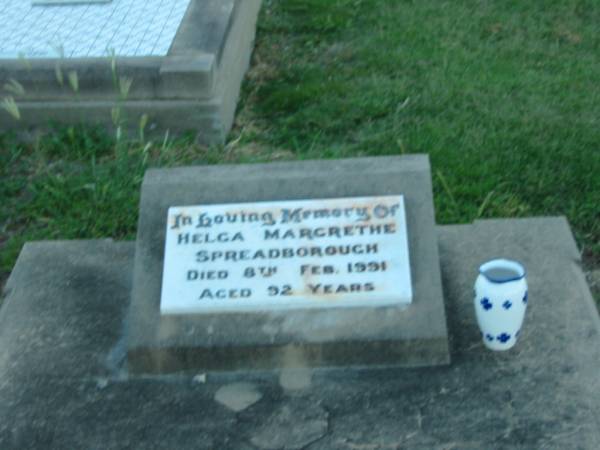 In Loving Memory Of
Helga Margrethe
Spreadborough
Died 8th Feb. 1991
Aged 92 Years